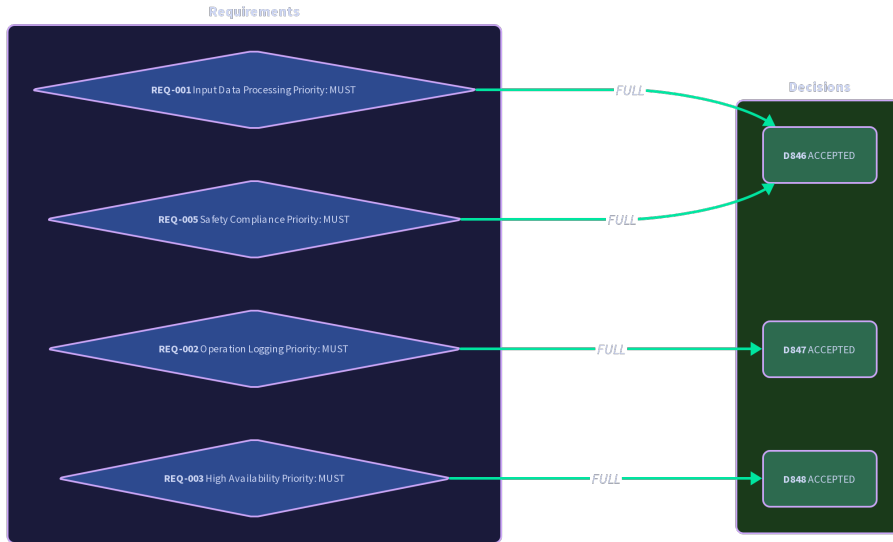 Requirements
REQ-001 Input Data Processing Priority: MUST
FULL
Decisions
D846 ACCEPTED
REQ-005 Safety Compliance Priority: MUST
FULL
REQ-002 Operation Logging Priority: MUST
FULL
D847 ACCEPTED
REQ-003 High Availability Priority: MUST
FULL
D848 ACCEPTED